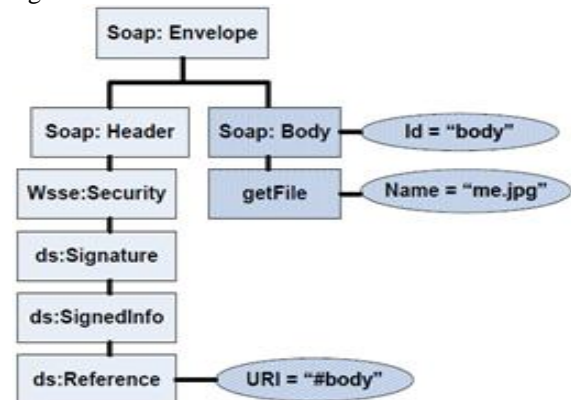 Soap: Envelope
Soap: Header
Soap: Body
Id = “body”
Wsse:Security
getFile
Name = “me.jpg”
ds:Signature
ds:SignedInfo
ds:Reference
URI = “#body”